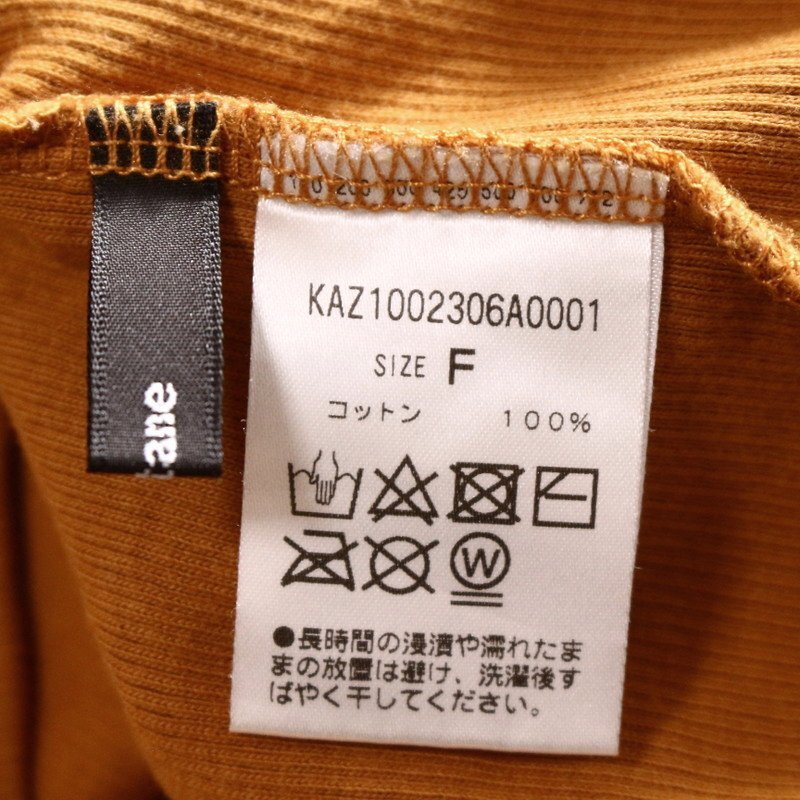 KAZ1002306A0001
SIZE F
コットン 100%
W
●長時間の浸漬や濡れたま
まの放置は避け、洗濯後す
ばやく干してください。
tane